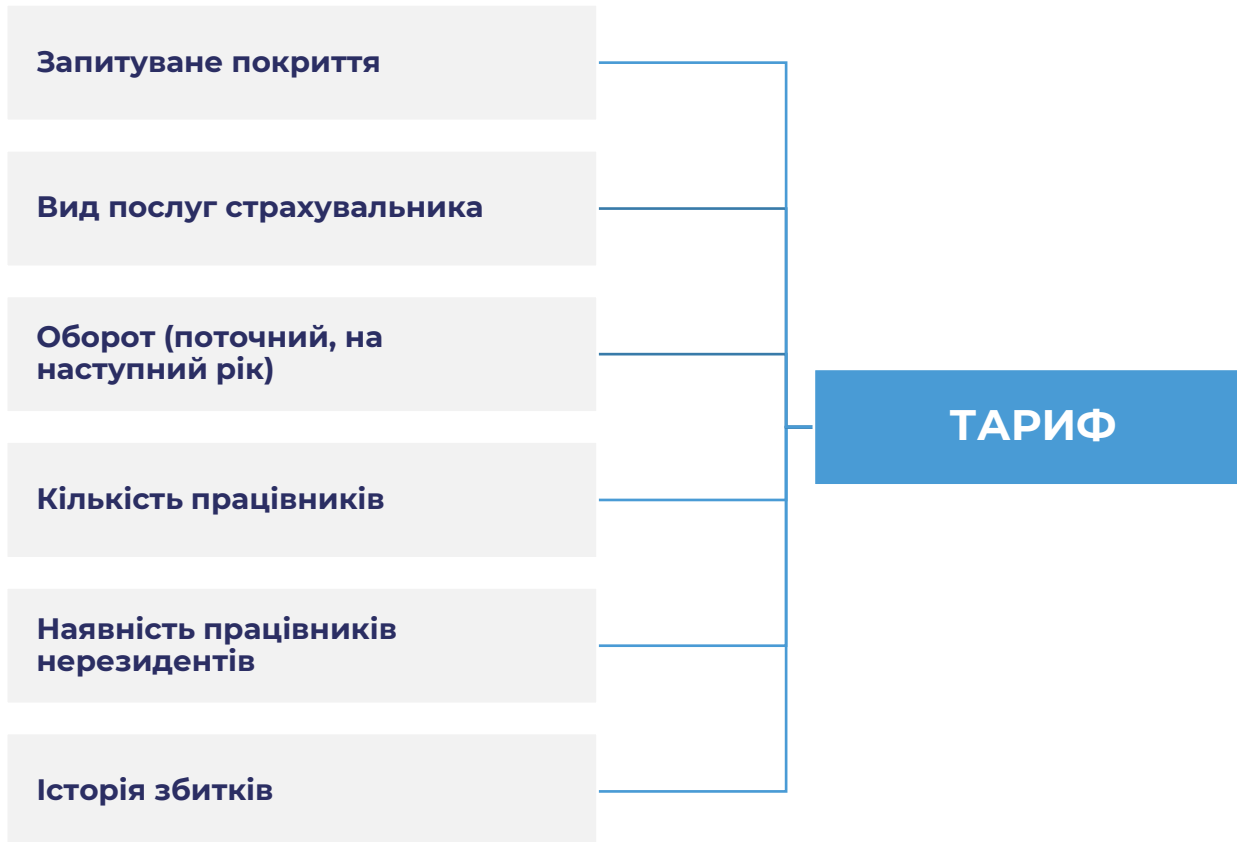 Запитуване покриття
Вид послуг страхувальника
Оборот (поточний, на
наступний рік)
ТАРИФ
Кількість працівників
Наявність працівників
нерезидентів
Історія збитків